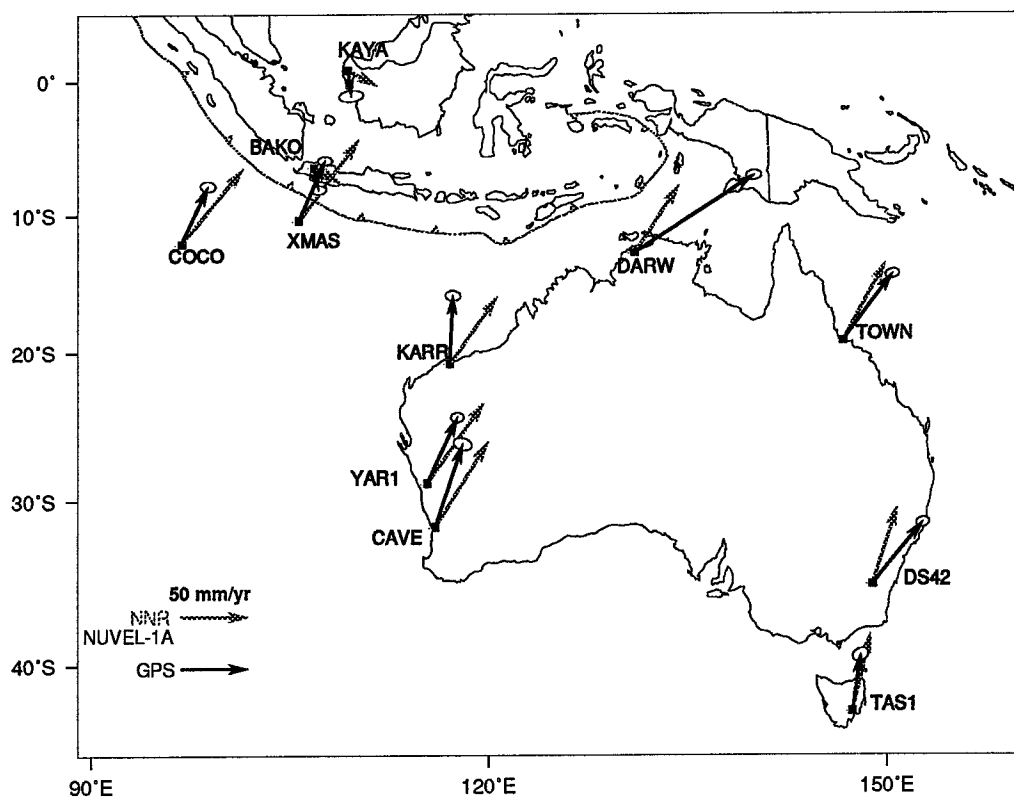 KAYA
0°
BAKO
10°S
XMAS
COCO
DARW
TOWN
KARR
20°S
YAR1
30°S
CAVE
DS42
50 mm/yr
NNR
NUVEL-1A
GPS
40°S
TAS1
90°E
120°E
150°E